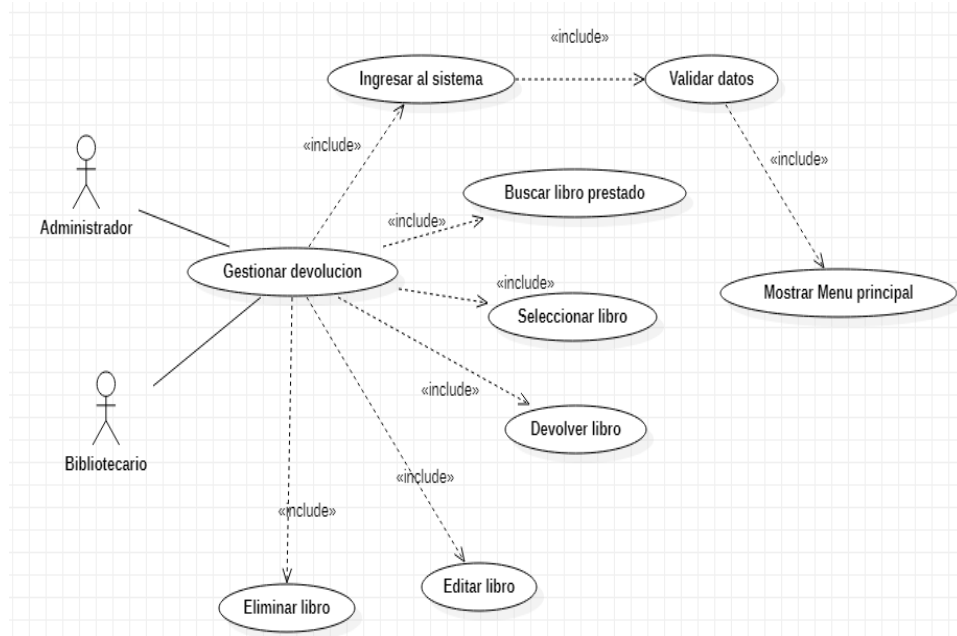 «include»
Ingresar al sistema
Validar datos
«include»
«include»
Buscar libro prestado
«include»
Administrador
Gestionar devolucion
«include»
Mostrar Menu principal
Seleccionar libro
«include»
Devolver libro
Bibliotecario
«include»
«include»
Editar libro
Eliminar libro